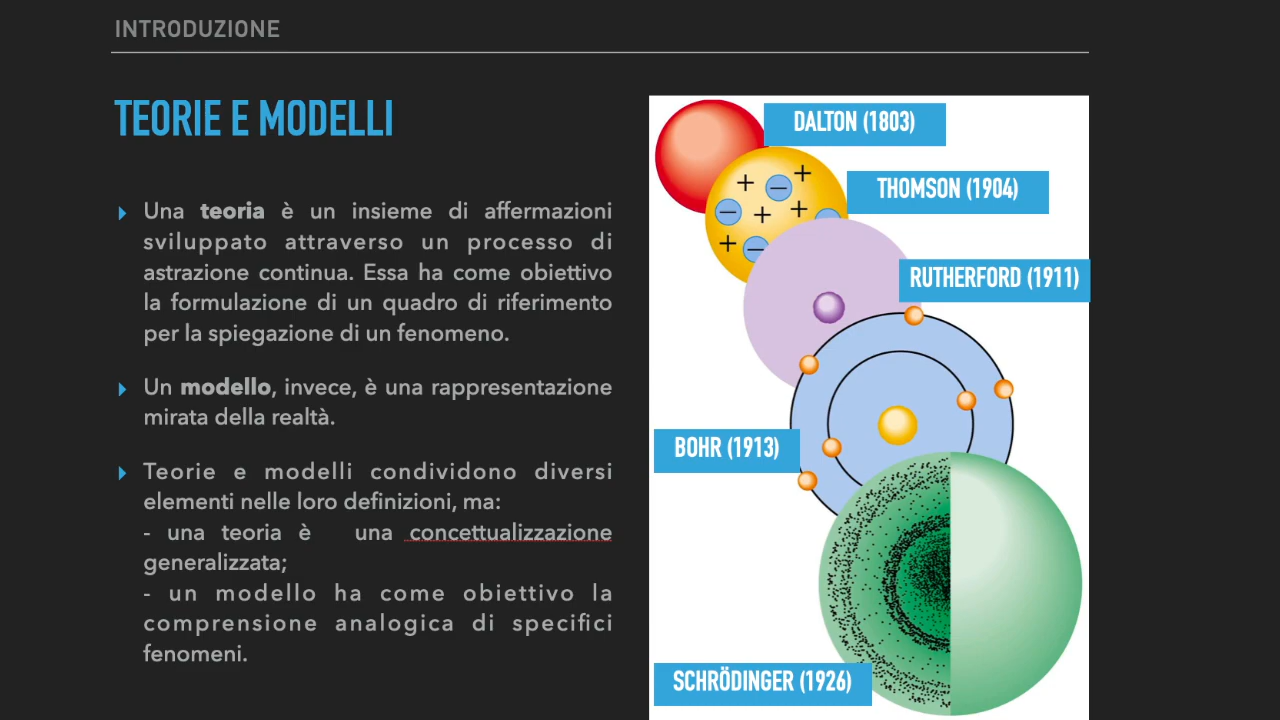 INTRODUZIONE
TEORIE E MODELLI
Una teoria è un insieme di affermazioni
sviluppato attraverso un processo di
astrazione continua. Essa ha come obiettivo
la formulazione di un quadro di riferimento
per la spiegazione di un fenomeno.
Un modello, invece, è una rappresentazione
mirata della realtà.
Teorie e modelli condividono diversi
elementi nelle loro definizioni, ma:
- una teoria è una concettualizzazione
generalizzata;
- un modello ha come obiettivo la
comprensione analogica di specifici
fenomeni.
DALTON (1803)
THOMSON (1904)
RUTHERFORD (1911)
BOHR (1913)
SCHRÖDINGER (1926)